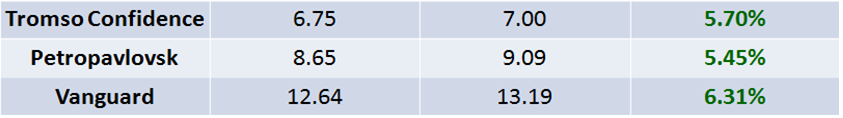 Tromso Confidence 6.75 7.00 5.70%
Petropavlovsk 8.65 9.09 5.45%
Vanguard 12.64 13.19 6.31%